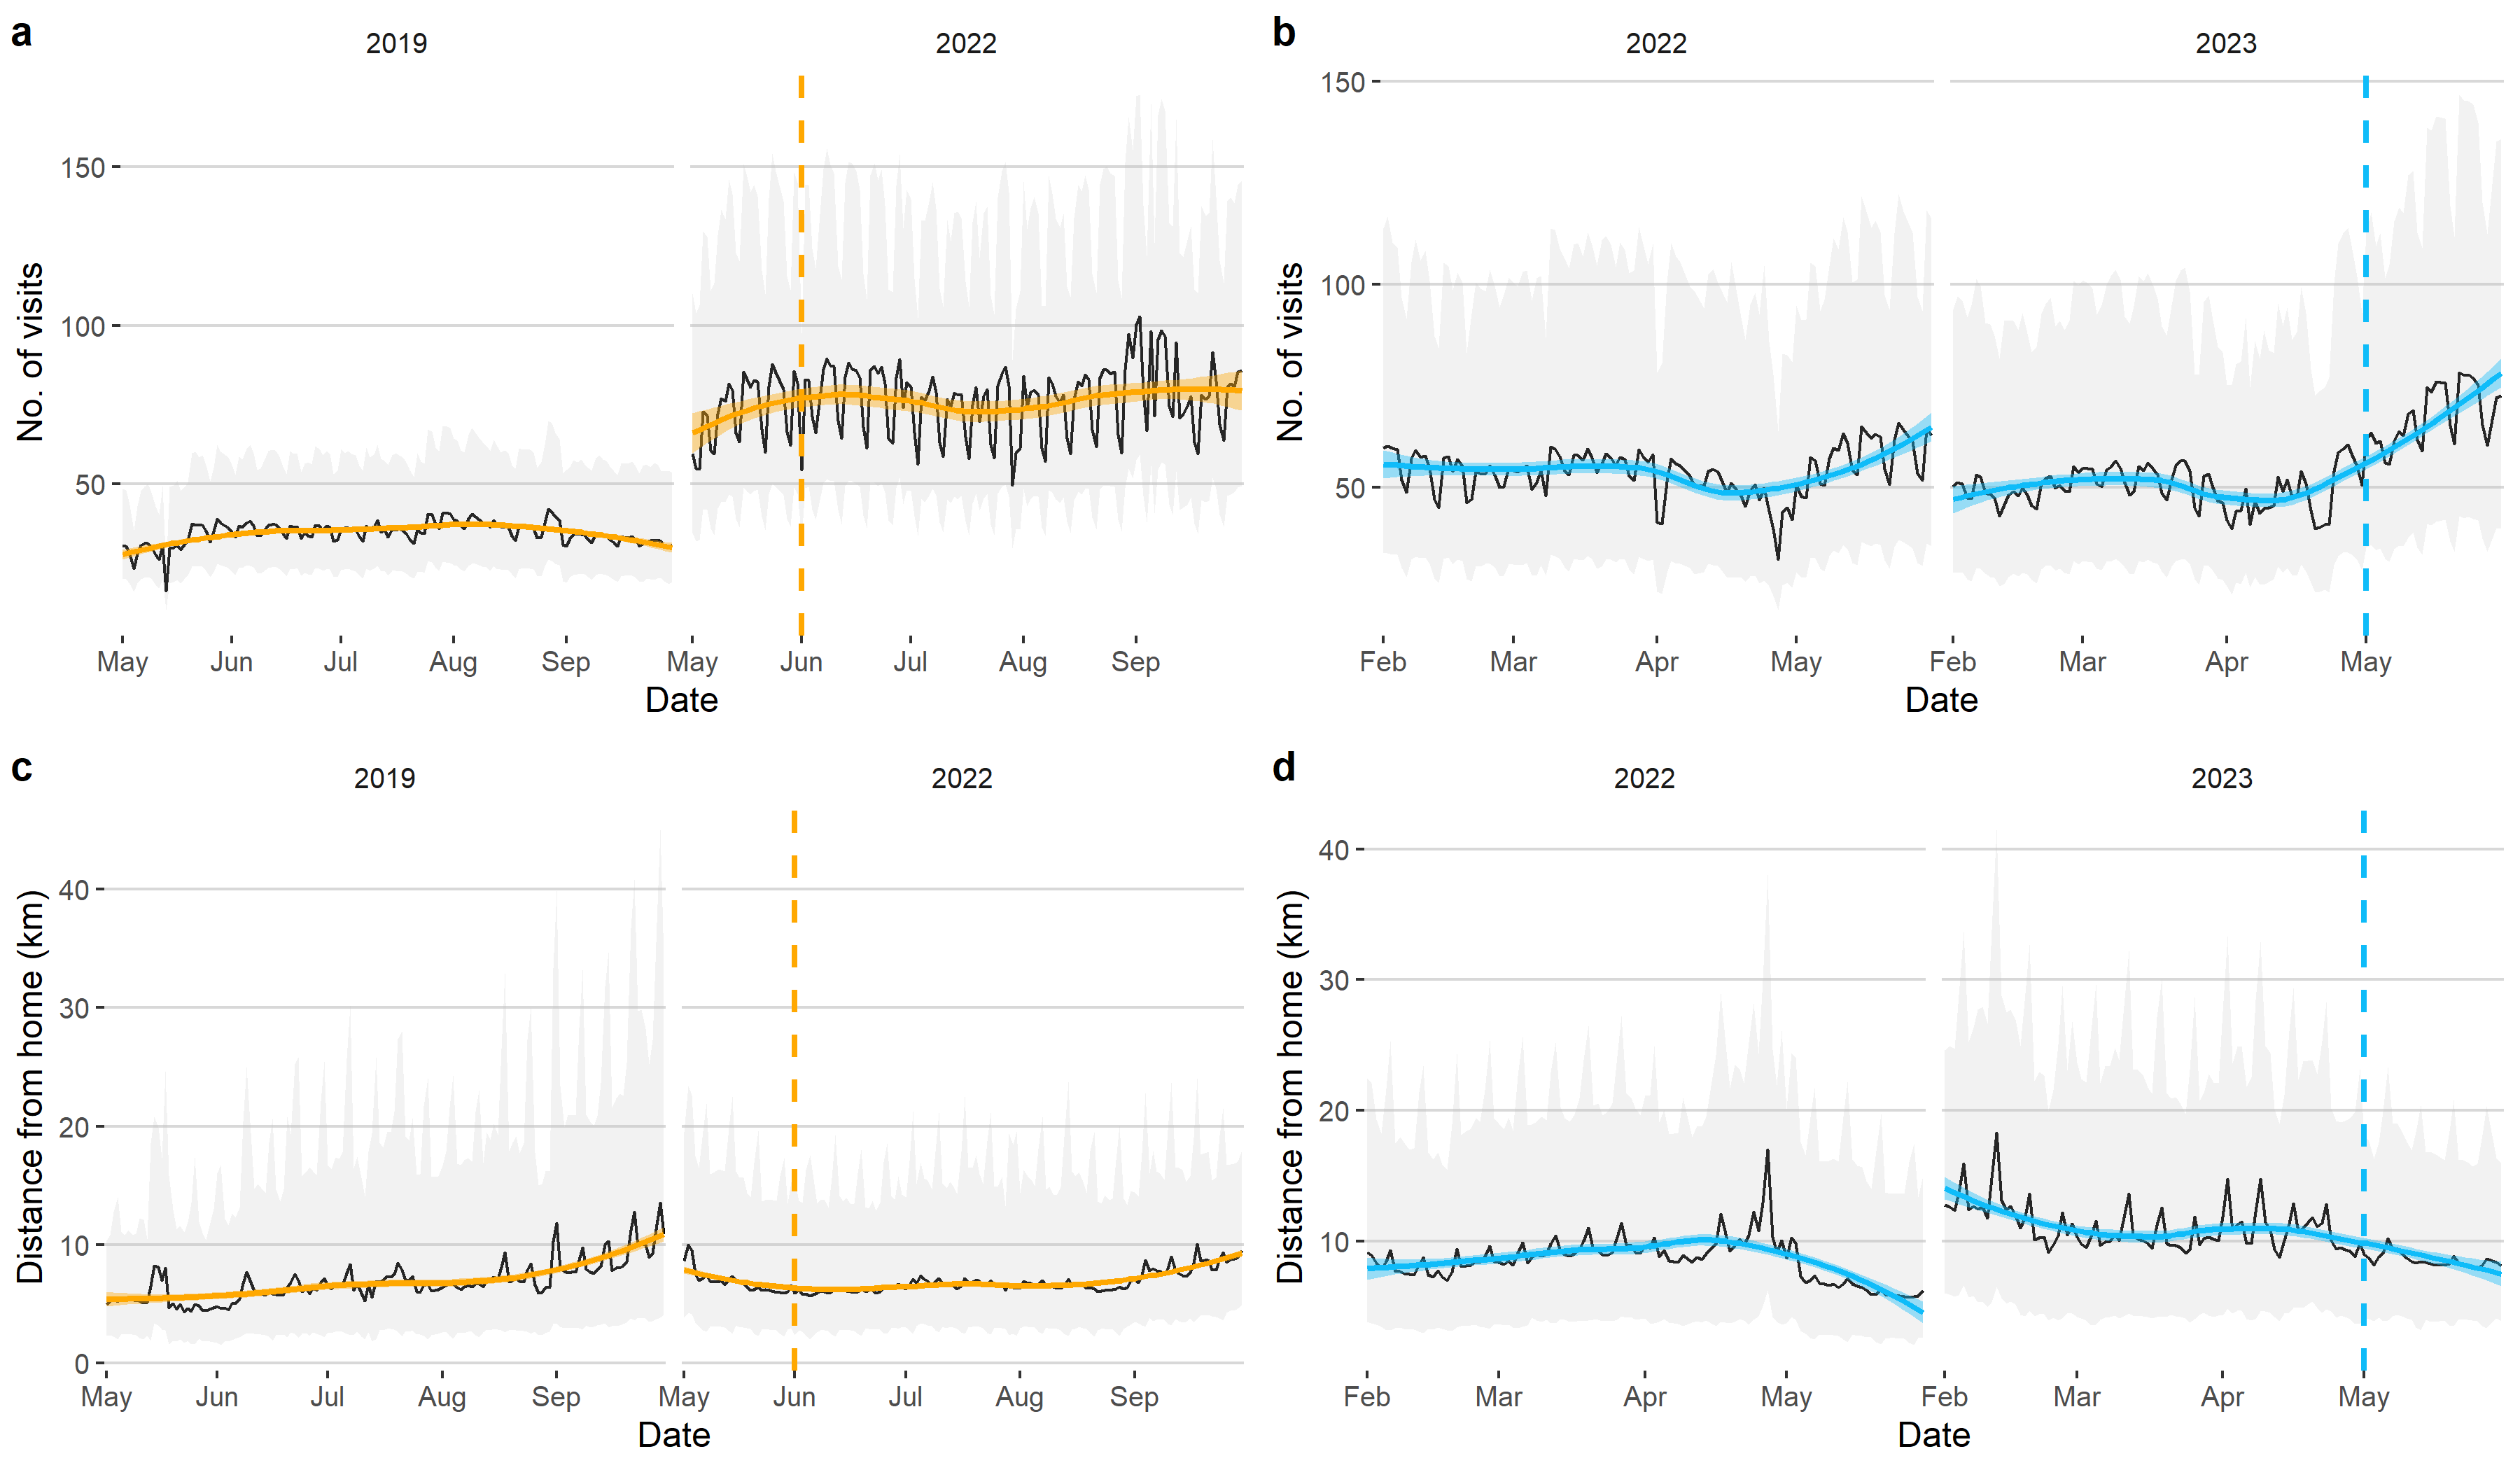 a
2019 2022
No. of visits
150
100
50
May Jun Jul Aug Sep May Jun Jul Aug Sep
Date
b
2022 2023
No. of visits
150
100
50
Feb Mar Apr May Feb Mar Apr May
Date
c
2019 2022
Distance from home (km)
40
30
20
10
0
May Jun Jul Aug Sep May Jun Jul Aug Sep
Date
d
2022 2023
Distance from home (km)
40
30
20
10
Feb Mar Apr May Feb Mar Apr May
Date